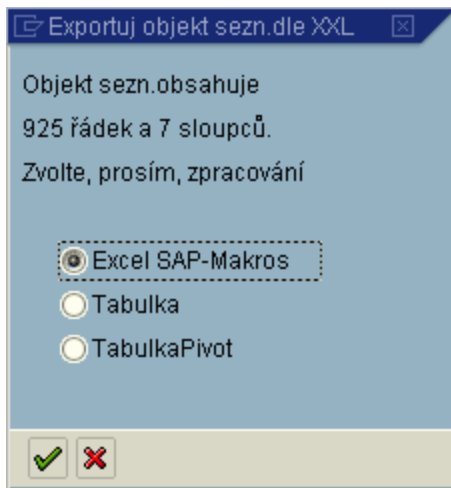 Exportuj objekt sezn.dle XXL
Objekt sezn.obsahuje
925 řádek a 7 sloupců.
Zvolte, prosím, zpracování
Excel SAP-Makros
Tabulka
TabulkaPivot